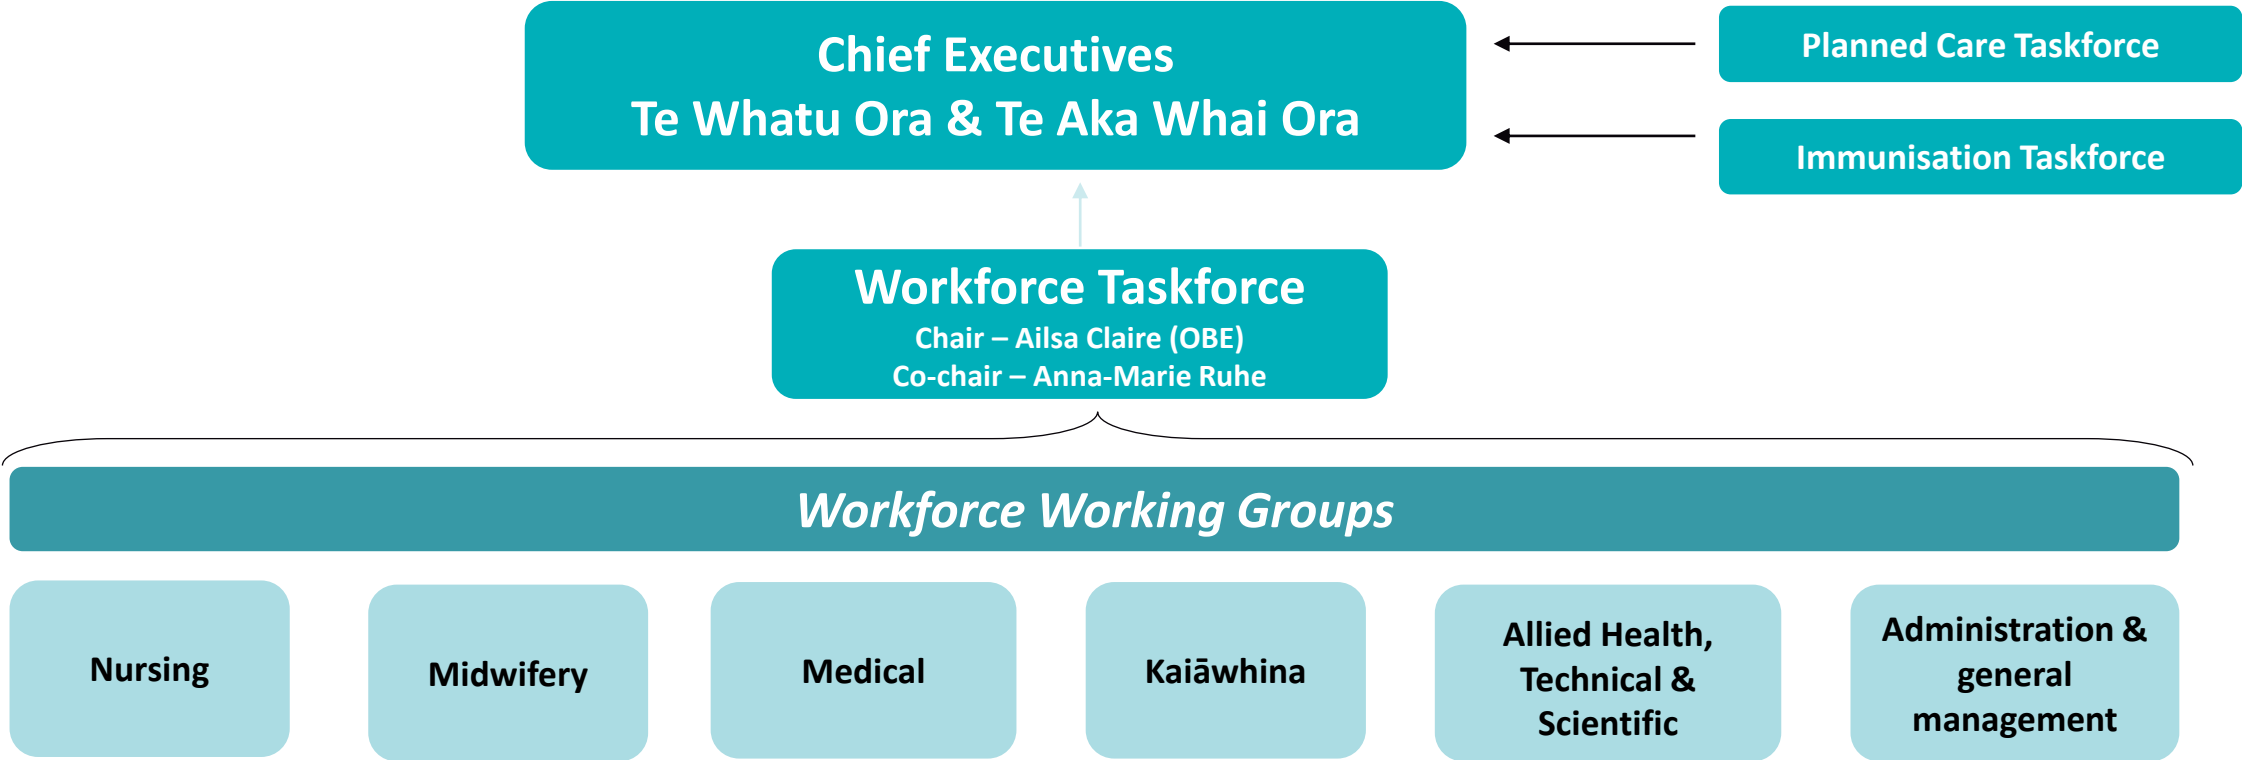 Chief Executives
Te Whatu Ora & Te Aka Whai Ora
Planned Care Taskforce
Immunisation Taskforce
Workforce Taskforce
Chair – Ailsa Claire (OBE)
Co-chair – Anna-Marie Ruhe
Workforce Working Groups
Nursing
Midwifery
Medical
Kaiāwhina
Allied Health,
Technical &
Scientific
Administration &
general
management